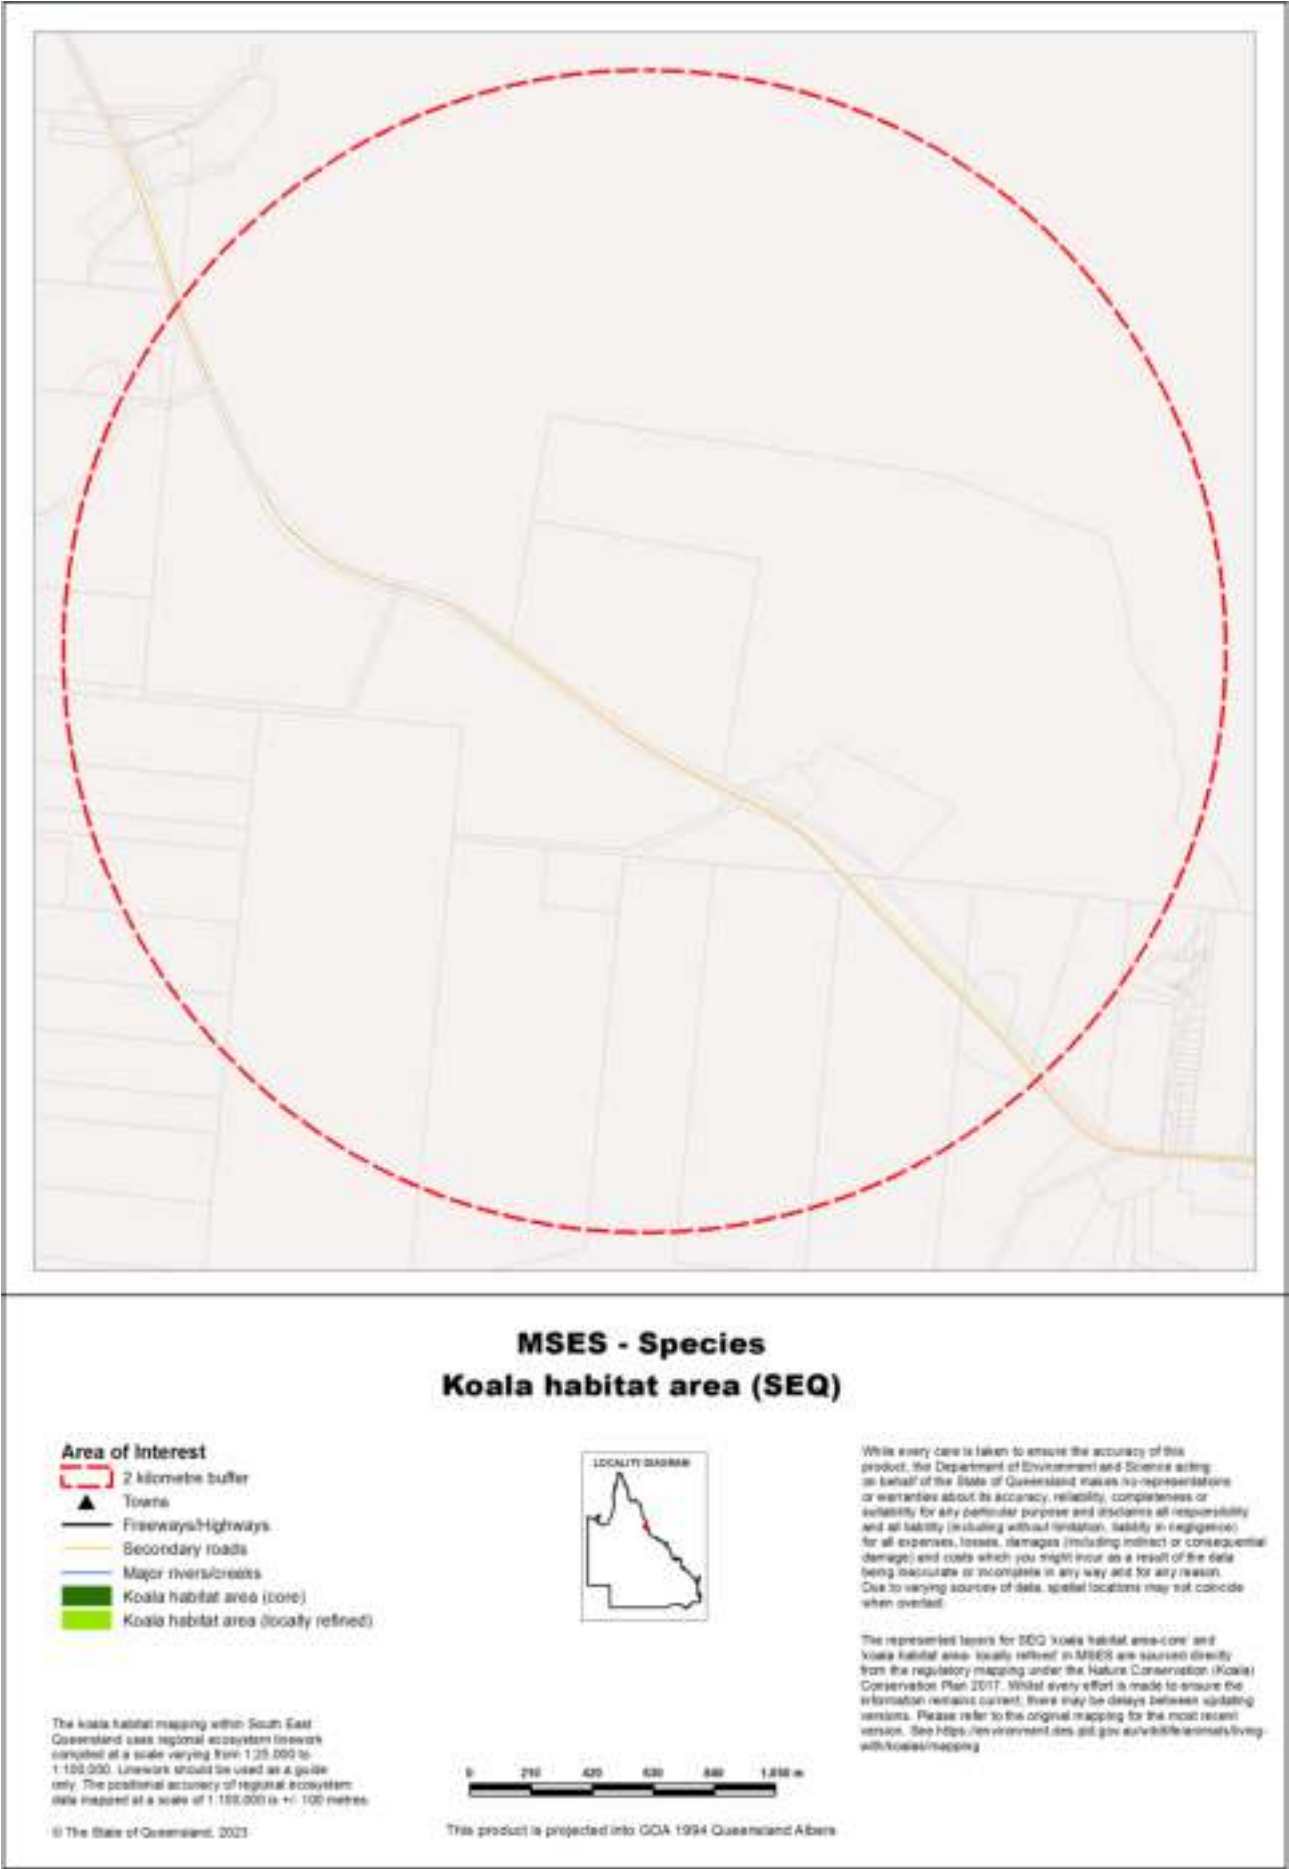 MSES - Species
Koala habitat area (SEQ)
Area of Interest
2 kilometre buffer
Towns
Freeways/Highways
Secondary roads
Major rivers/creeks
Koala habitat area (core)
Koala habitat area (locally refined)
The koala habitat mapping within South East
Queensland uses regional ecosystem linework
compiled at a scale varying from 1:25,000 to
1:100,000. Linework should be used as a guide
only. The positional accuracy of regional ecosystem
data mapped at a scale of 1:100,000 is +/- 100 metres.
© The State of Queensland, 2023
LOCALITY DIAGRAM
0 210 420 630 840 1,050 m
This product is projected into GDA 1994 Queensland Albers
While every care is taken to ensure the accuracy of this
product, the Department of Environment and Science acting
on behalf of the State of Queensland makes no representations
or warranties about its accuracy, reliability, completeness or
suitability for any particular purpose and disclaims all responsibility
and all liability (including without limitation, liability in negligence)
for all expenses, losses, damages (including indirect or consequential
damage) and costs which you might incur as a result of the data
being inaccurate or incomplete in any way and for any reason.
Due to varying sources of data, spatial locations may not coincide
when overlaid.
The represented layers for SEQ 'koala habitat area-core' and
'koala habitat area- locally refined' in MSES are sourced directly
from the regulatory mapping under the Nature Conservation (Koala)
Conservation Plan 2017. Whilst every effort is made to ensure the
information remains current, there may be delays between updating
versions. Please refer to the original mapping for the most recent
version. See https://environment.des.qld.gov.au/wildlife/animals/living-
with/koalas/mapping